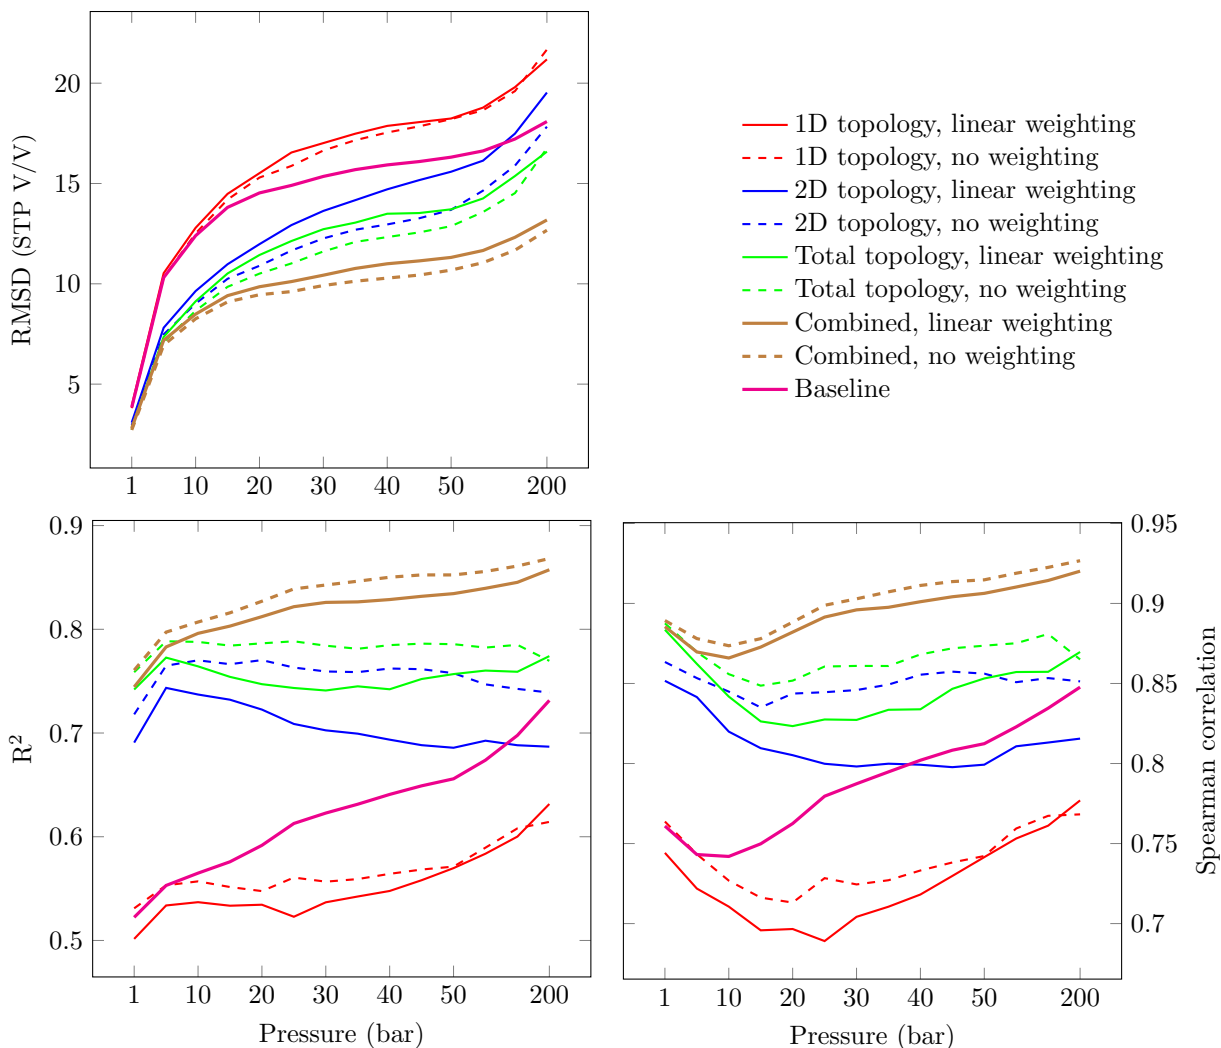 RMSD (STP V/V)
20
15
10
5
1 10 20 30 40 50 200
1D topology, linear weighting
1D topology, no weighting
2D topology, linear weighting
2D topology, no weighting
Total topology, linear weighting
Total topology, no weighting
Combined, linear weighting
Combined, no weighting
Baseline
R²
0.9
0.8
0.7
0.6
0.5
1 10 20 30 40 50 200
Pressure (bar)
0.95
0.9
0.85
0.8
0.75
0.7
Spearman correlation
1 10 20 30 40 50 200
Pressure (bar)